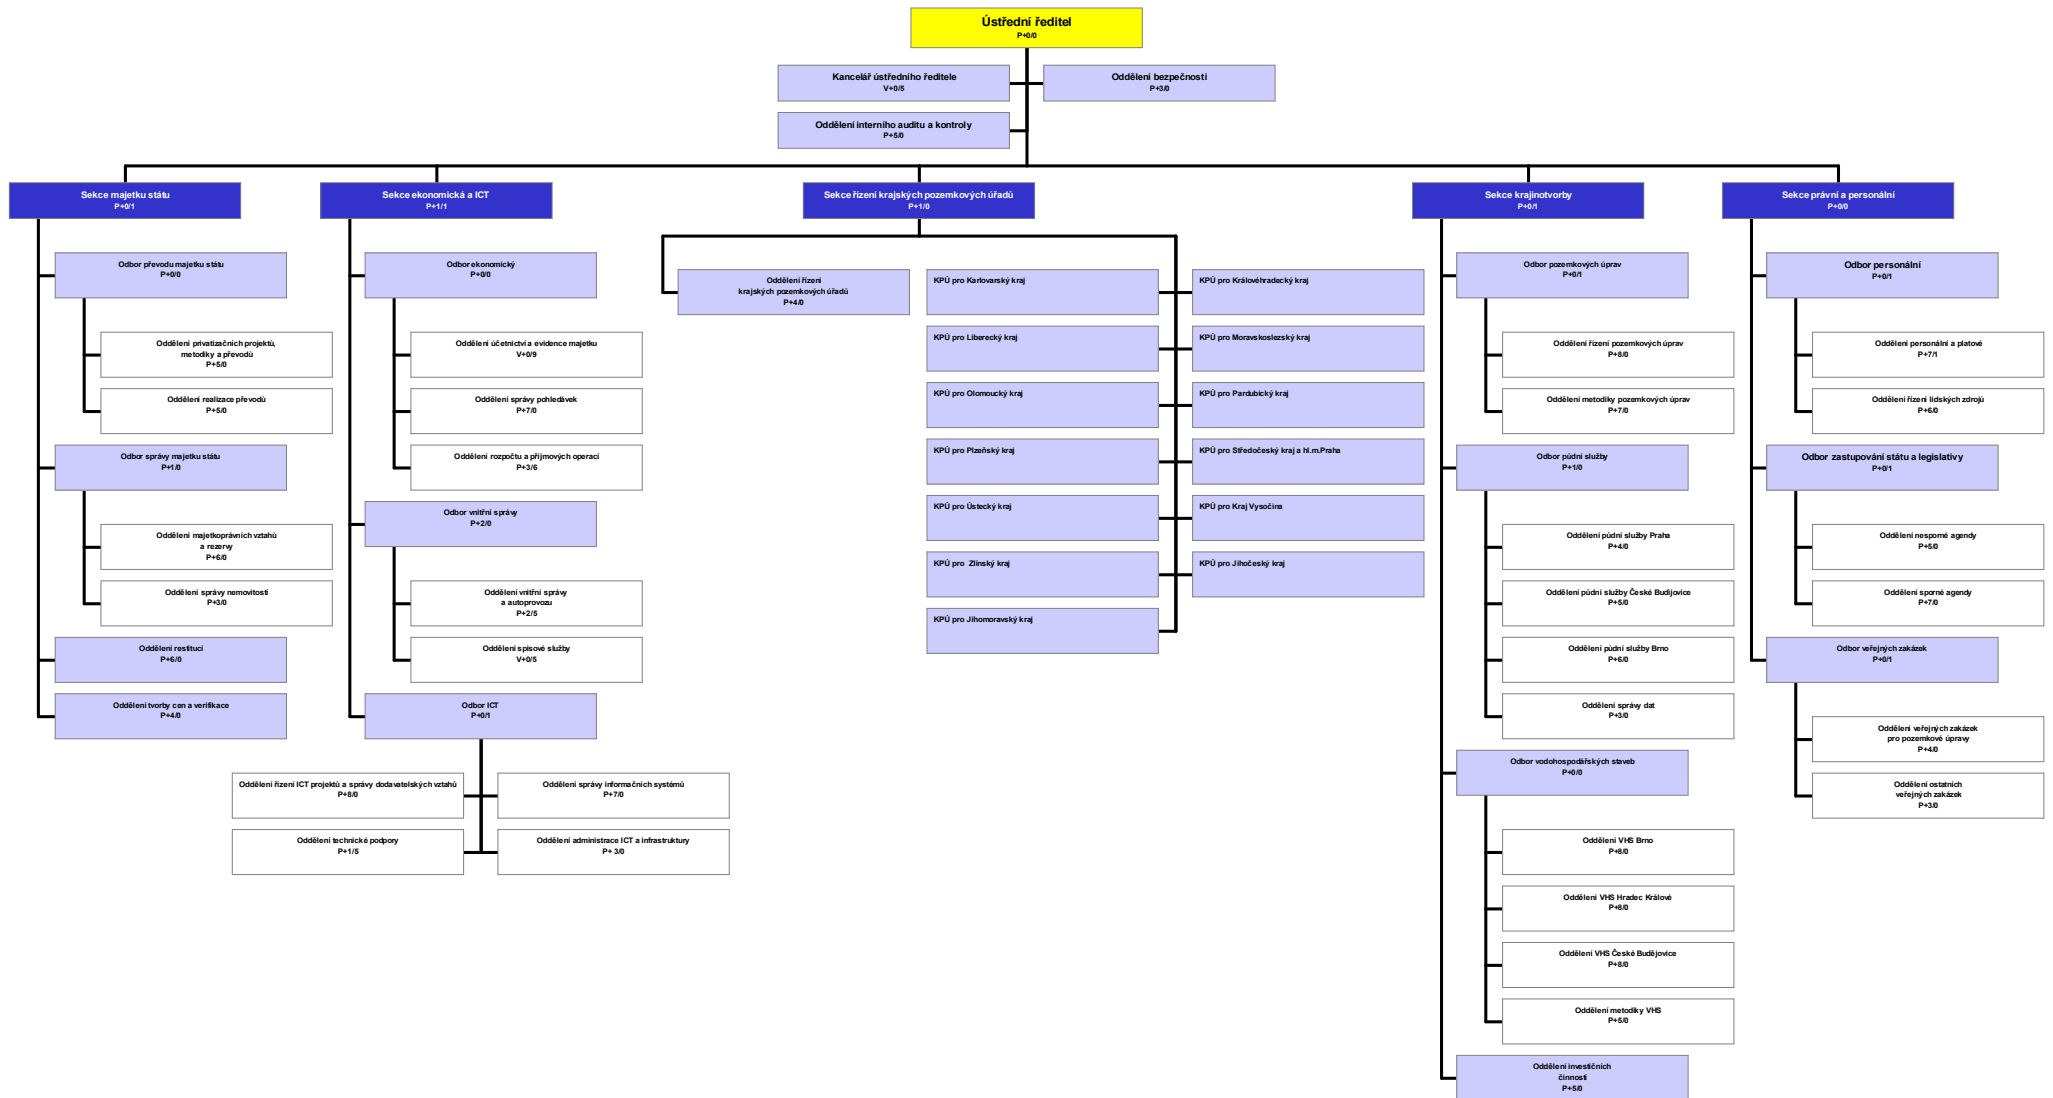 Ústřední ředitel
P+0/0
Kancelář ústředního ředitele
V+0/5
Oddělení bezpečnosti
P+3/0
Oddělení interního auditu a kontroly
P+5/0
Sekce majetku státu
P+0/1
Sekce ekonomická a ICT
P+1/1
Sekce řízení krajských pozemkových úřadů
P+1/0
Sekce krajinotvorby
P+0/1
Sekce právní a personální
P+0/0
Odbor převodu majetku státu
P+0/0
Oddělení privatizačních projektů,
metodiky a převodů
P+5/0
Oddělení realizace převodů
P+5/0
Odbor správy majetku státu
P+1/0
Oddělení majetkoprávních vztahů
a rezervy
P+6/0
Oddělení správy nemovitostí
P+3/0
Oddělení restitucí
P+6/0
Oddělení tvorby cen a verifikace
P+4/0
Odbor ekonomický
P+0/0
Oddělení účetnictví a evidence majetku
V+0/9
Oddělení správy pohledávek
P+7/0
Oddělení rozpočtu a příjmových operací
P+3/6
Odbor vnitřní správy
P+2/0
Oddělení vnitřní správy
a autoprovozu
P+2/5
Oddělení spisové služby
V+0/5
Odbor ICT
P+0/1
Oddělení řízení ICT projektů a správy dodavatelských vztahů
P+8/0
Oddělení správy informačních systémů
P+7/0
Oddělení technické podpory
P+1/5
Oddělení administrace ICT a infrastruktury
P+ 3/0
Oddělení řízení
krajských pozemkových úřadů
P+4/0
KPÚ pro Karlovarský kraj
KPÚ pro Královéhradecký kraj
KPÚ pro Liberecký kraj
KPÚ pro Moravskoslezský kraj
KPÚ pro Olomoucký kraj
KPÚ pro Pardubický kraj
KPÚ pro Plzeňský kraj
KPÚ pro Středočeský kraj a hl.m.Praha
KPÚ pro Ústecký kraj
KPÚ pro Kraj Vysočina
KPÚ pro  Zlínský kraj
KPÚ pro Jihočeský kraj
KPÚ pro Jihomoravský kraj
Odbor pozemkových úprav
P+0/1
Oddělení řízení pozemkových úprav
P+8/0
Oddělení metodiky pozemkových úprav
P+7/0
Odbor půdní služby
P+1/0
Oddělení půdní služby Praha
P+4/0
Oddělení půdní služby České Budějovice
P+5/0
Oddělení půdní služby Brno
P+6/0
Oddělení správy dat
P+3/0
Odbor vodohospodářských staveb
P+0/0
Oddělení VHS Brno
P+8/0
Oddělení VHS Hradec Králové
P+8/0
Oddělení VHS České Budějovice
P+8/0
Oddělení metodiky VHS
P+5/0
Oddělení investičních
činností
P+5/0
Odbor personální
P+0/1
Oddělení personální a platové
P+7/1
Oddělení řízení lidských zdrojů
P+6/0
Odbor zastupování státu a legislativy
P+0/1
Oddělení nesporné agendy
P+5/0
Oddělení sporné agendy
P+7/0
Odbor veřejných zakázek
P+0/1
Oddělení veřejných zakázek
pro pozemkové úpravy
P+4/0
Oddělení ostatních
veřejných zakázek
P+3/0